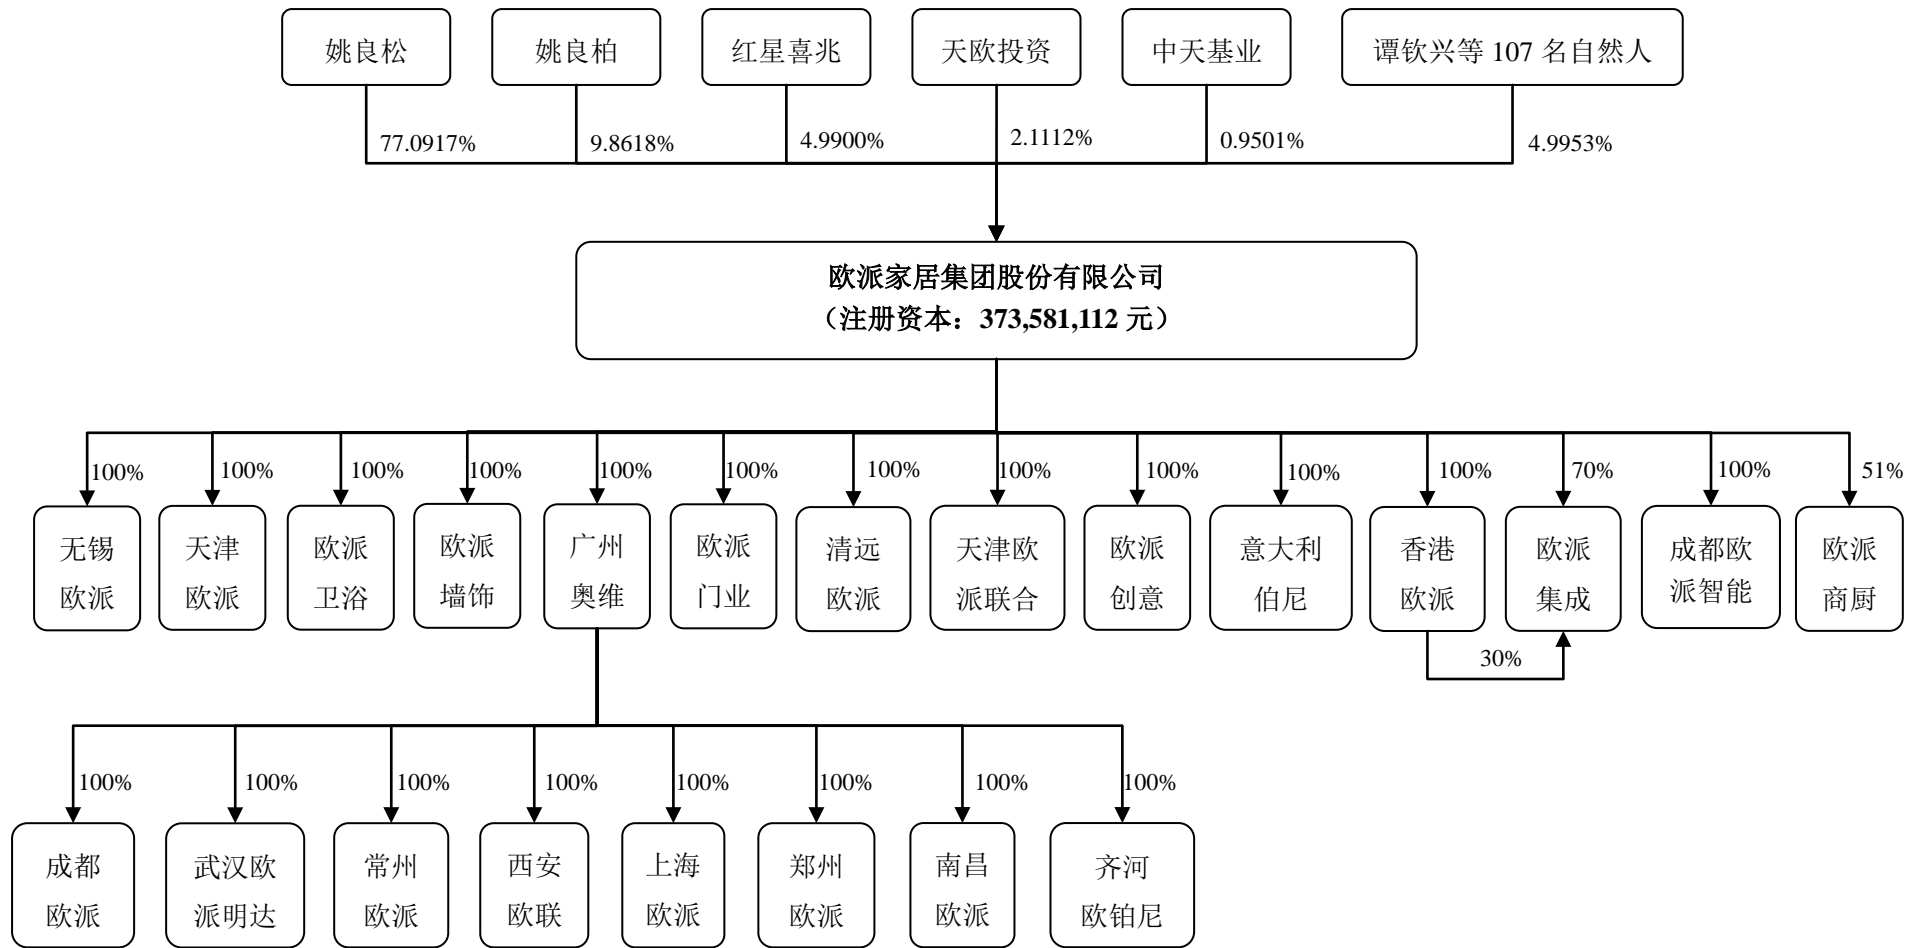 姚良松
姚良柏
红星喜兆
天欧投资
中天基业
谭钦兴等 107 名自然人
77.0917%
9.8618%
4.9900%
2.1112%
0.9501%
4.9953%
欧派家居集团股份有限公司
（注册资本：373,581,112 元）
100%
100%
100%
100%
100%
100%
100%
100%
100%
100%
100%
70%
100%
51%
无锡
欧派
天津
欧派
欧派
卫浴
欧派
墙饰
广州
奥维
欧派
门业
清远
欧派
天津欧
派联合
欧派
创意
意大利
伯尼
香港
欧派
欧派
集成
成都欧
派智能
欧派
商厨
30%
100%
100%
100%
100%
100%
100%
100%
100%
成都
欧派
武汉欧
派明达
常州
欧派
西安
欧联
上海
欧派
郑州
欧派
南昌
欧派
齐河
欧铂尼